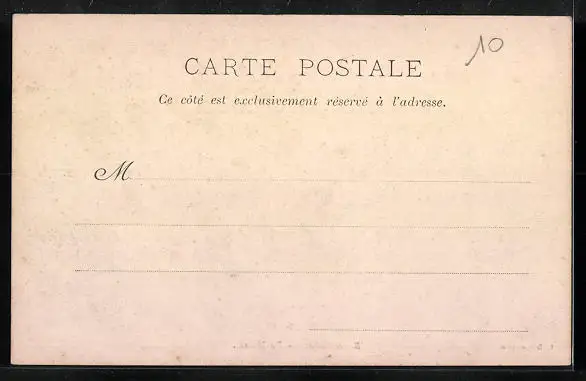 10
CARTE POSTALE
Ce côté est exclusivement réservé à l'adresse.
M